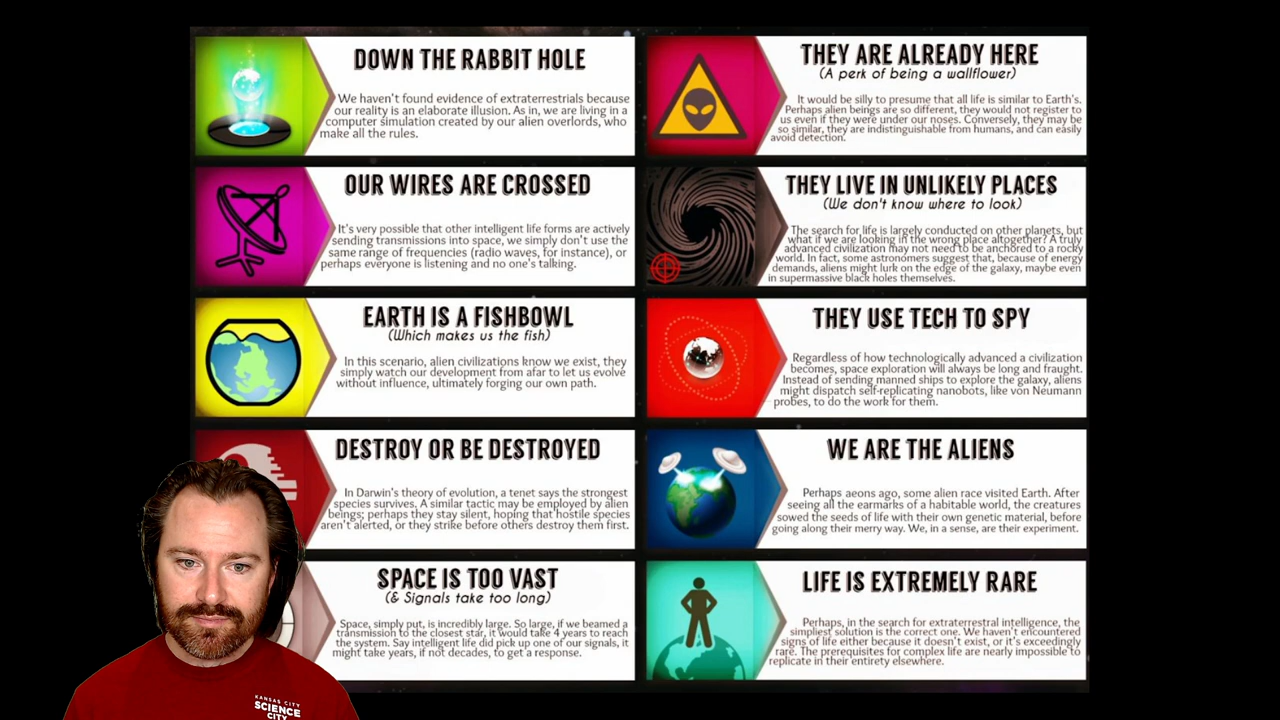 DOWN THE RABBIT HOLE
We haven't found evidence of extraterrestrials because
our reality is an elaborate illusion. As in, we are living in a
computer simulation created by our alien overlords, who
make all the rules.
THEY ARE ALREADY HERE
(A perk of being a wallflower)
It would be silly to presume that all life is similar to Earth's.
Perhaps alien beings are so different, they would not register to
us even if they were under our noses. Conversely, they may be
so similar, they are indistinguishable from humans, and can easily
avoid detection.
OUR WIRES ARE CROSSED
It's very possible that other intelligent life forms are actively
sending transmissions into space, we simply don't use the
same range of frequencies (radio waves, for instance), or
perhaps everyone is listening and no one's talking.
THEY LIVE IN UNLIKELY PLACES
(We don't know where to look)
The search for life is largely conducted on other planets, but
what if we are looking in the wrong place altogether? A truly
advanced civilization may not need to be anchored to a rocky
world. In fact, some astronomers suggest that, because of energy
demands, aliens might lurk on the edge of the galaxy, maybe even
in supermassive black holes themselves.
EARTH IS A FISHBOWL
(Which makes us the fish)
In this scenario, alien civilizations know we exist, they
simply watch our development from afar to let us evolve
without influence, ultimately forging our own path.
THEY USE TECH TO SPY
Regardless of how technologically advanced a civilization
becomes, space exploration will always be long and fraught.
Instead of sending manned ships to explore the galaxy, aliens
might dispatch self-replicating nanobots, like von Neumann
probes, to do the work for them.
DESTROY OR BE DESTROYED
In Darwin's theory of evolution, a tenet says the strongest
species survives. A similar tactic may be employed by alien
beings; perhaps they stay silent, hoping that hostile species
aren't alerted, or they strike before others destroy them first.
WE ARE THE ALIENS
Perhaps aeons ago, some alien race visited Earth. After
seeing all the earmarks of a habitable world, the creatures
sowed the seeds of life with their own genetic material, before
going along their merry way. We, in a sense, are their experiment.
SPACE IS TOO VAST
(& Signals take too long)
Space, simply put, is incredibly large. So large, if we beamed a
transmission to the closest star, it would take 4 years to reach
the system. Say intelligent life did pick up one of our signals, it
might take years, if not decades, to get a response.
LIFE IS EXTREMELY RARE
Perhaps, in the search for extraterrestrial intelligence, the
simpliest solution is the correct one. We haven't encountered
signs of life either because it doesn't exist, or it's exceedingly
rare. The prerequisites for complex life are nearly impossible to
replicate in their entirety elsewhere.
KANSAS CITY
SCIENCE
CITY